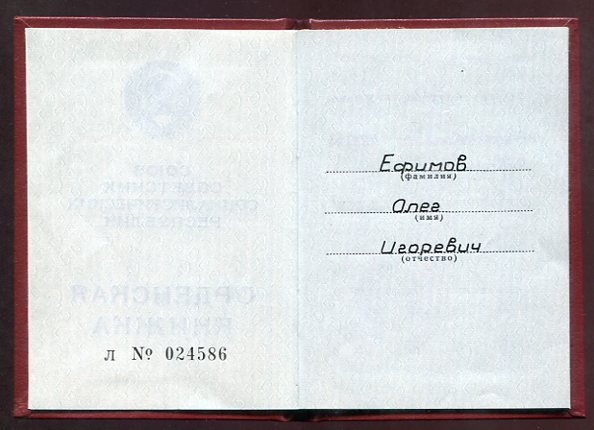 СОЮЗ
СОВЕТСКИХ
СОЦИАЛИСТИЧЕСКИХ
РЕСПУБЛИК
ОРДЕНСКАЯ
КНИЖКА
Л № 024586
Ефимов
(фамилия)
Олег
(имя)
Игоревич
(отчество)